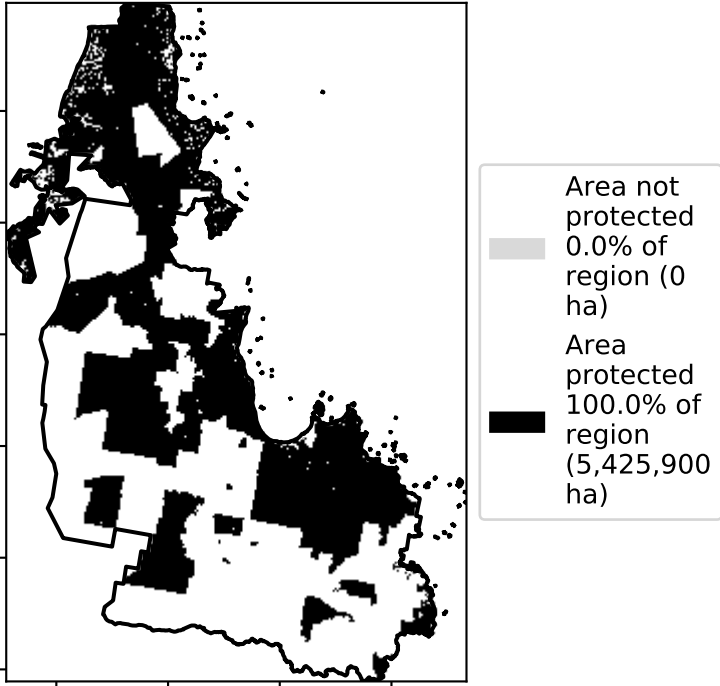 Area not
protected
0.0% of
region (0
ha)
Area
protected
100.0% of
region
(5,425,900
ha)